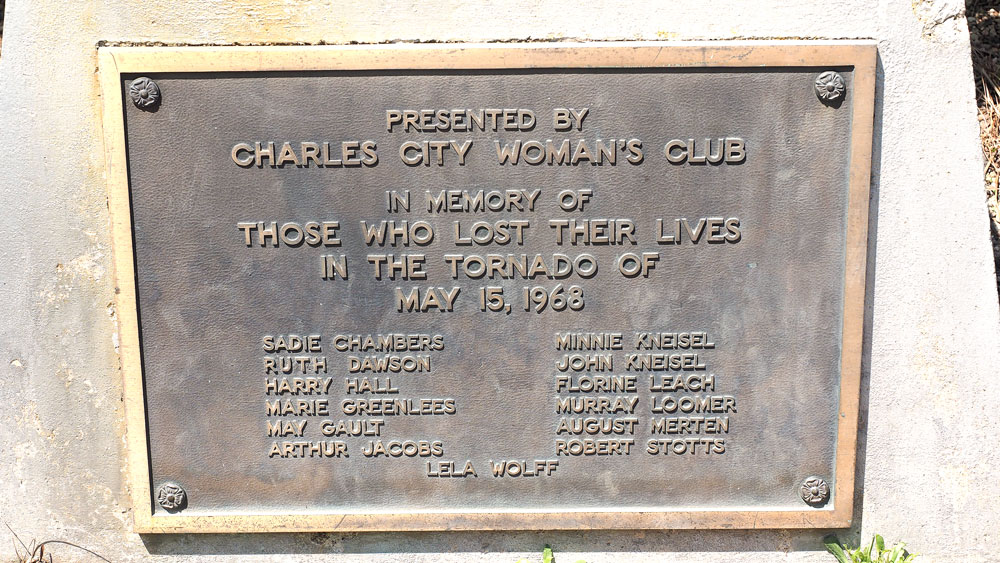 PRESENTED BY
CHARLES CITY WOMAN'S CLUB
IN MEMORY OF
THOSE WHO LOST THEIR LIVES
IN THE TORNADO OF
MAY 15, 1968
SADIE CHAMBERS
RUTH DAWSON
HARRY HALL
MARIE GREENLEES
MAY GAULT
ARTHUR JACOBS
MINNIE KNEISEL
JOHN KNEISEL
FLORINE LEACH
MURRAY LOOMER
AUGUST MERTEN
ROBERT STOTTS
LELA WOLFF